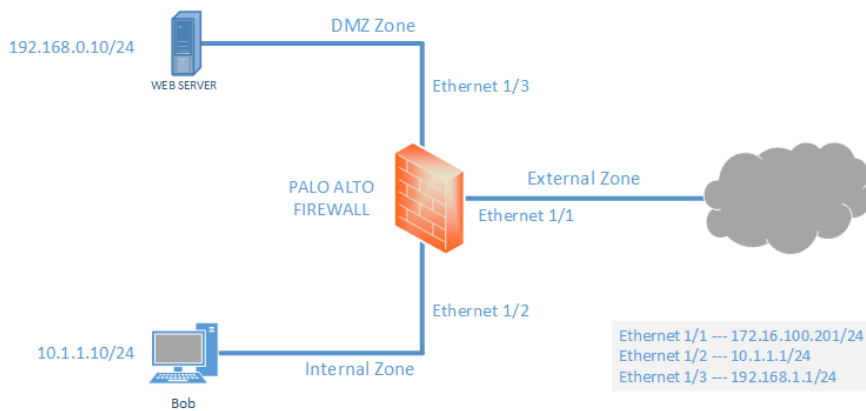 DMZ Zone
192.168.0.10/24
WEB SERVER
Ethernet 1/3
PALO ALTO
FIREWALL
External Zone
Ethernet 1/1
Ethernet 1/2
10.1.1.10/24
Internal Zone
Bob
Ethernet 1/1 --- 172.16.100.201/24
Ethernet 1/2 --- 10.1.1.1/24
Ethernet 1/3 --- 192.168.1.1/24